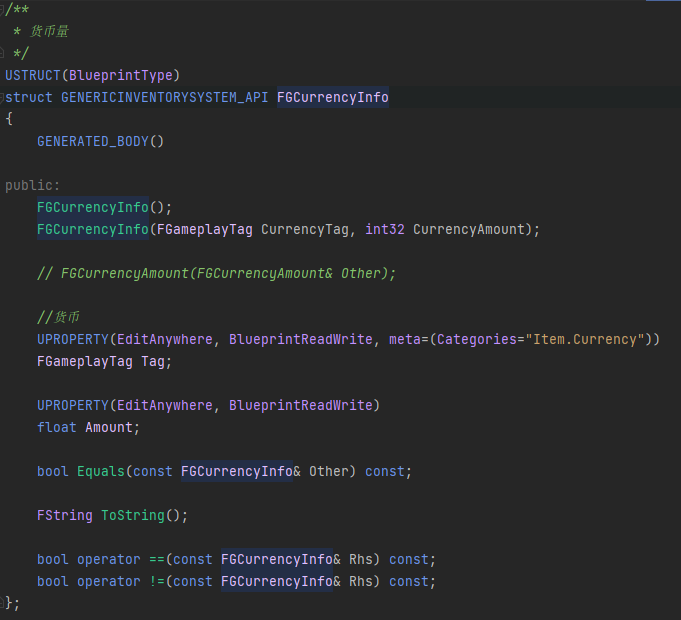 /**
 * 货币量
 */
USTRUCT(BlueprintType)
struct GENERICINVENTORYSYSTEM_API FGCurrencyInfo
{
    GENERATED_BODY()

public:
    FGCurrencyInfo();
    FGCurrencyInfo(FGameplayTag CurrencyTag, int32 CurrencyAmount);

    // FGCurrencyAmount(FGCurrencyAmount& Other);

    //货币
    UPROPERTY(EditAnywhere, BlueprintReadWrite, meta=(Categories="Item.Currency"))
    FGameplayTag Tag;

    UPROPERTY(EditAnywhere, BlueprintReadWrite)
    float Amount;

    bool Equals(const FGCurrencyInfo& Other) const;

    FString ToString();

    bool operator ==(const FGCurrencyInfo& Rhs) const;
    bool operator !=(const FGCurrencyInfo& Rhs) const;
};